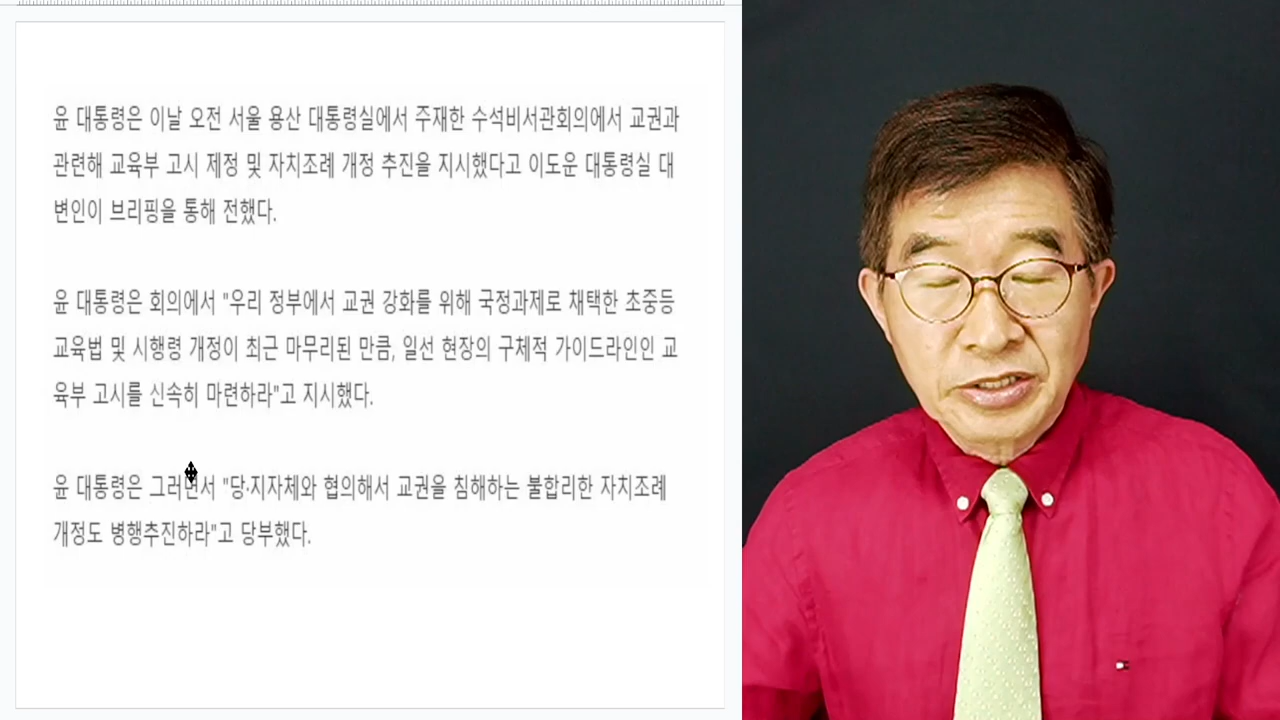 윤 대통령은 이날 오전 서울 용산 대통령실에서 주재한 수석비서관회의에서 교권과
관련해 교육부 고시 제정 및 자치조례 개정 추진을 지시했다고 이도운 대통령실 대
변인이 브리핑을 통해 전했다.
윤 대통령은 회의에서 "우리 정부에서 교권 강화를 위해 국정과제로 채택한 초중등
교육법 및 시행령 개정이 최근 마무리된 만큼, 일선 현장의 구체적 가이드라인인 교
육부 고시를 신속히 마련하라"고 지시했다.
윤 대통령은 그러면서 "당·지자체와 협의해서 교권을 침해하는 불합리한 자치조례
개정도 병행추진하라"고 당부했다.